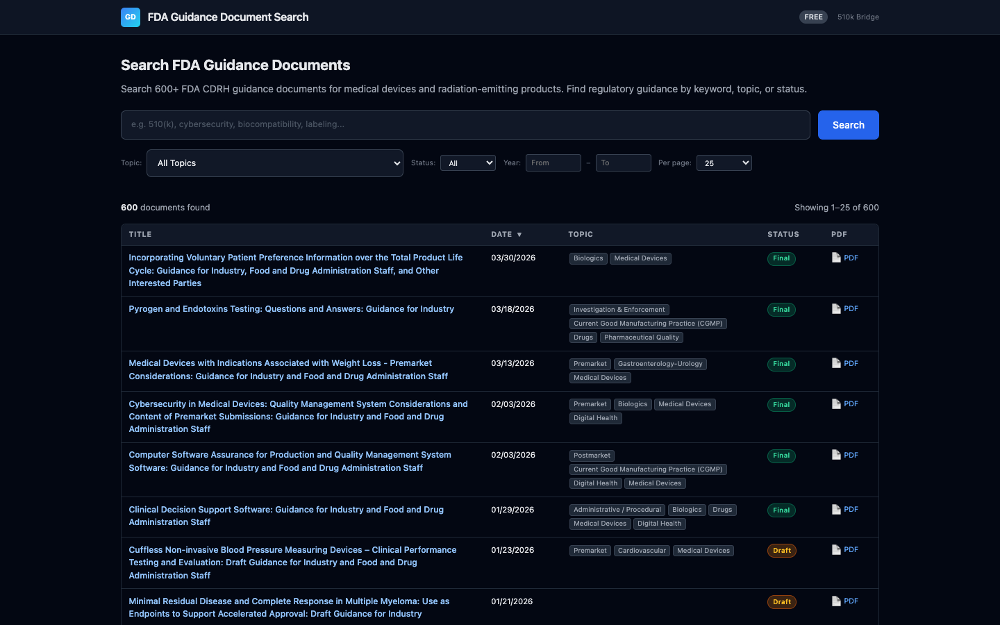 GD FDA Guidance Document Search FREE 510k Bridge
Search FDA Guidance Documents
Search 600+ FDA CDRH guidance documents for medical devices and radiation-emitting products. Find regulatory guidance by keyword, topic, or status.
e.g. 510(k), cybersecurity, biocompatibility, labeling... Search
Topic: All Topics Status: All Year: From – To Per page: 25
600 documents found Showing 1–25 of 600
TITLE DATE ▼ TOPIC STATUS PDF
Incorporating Voluntary Patient Preference Information over the Total Product Life 03/30/2026 Biologics Medical Devices Final PDF
Cycle: Guidance for Industry, Food and Drug Administration Staff, and Other
Interested Parties
Pyrogen and Endotoxins Testing: Questions and Answers: Guidance for Industry 03/18/2026 Investigation & Enforcement Final PDF
Current Good Manufacturing Practice (CGMP)
Drugs Pharmaceutical Quality
Medical Devices with Indications Associated with Weight Loss - Premarket 03/13/2026 Premarket Gastroenterology-Urology Final PDF
Considerations: Guidance for Industry and Food and Drug Administration Staff Medical Devices
Cybersecurity in Medical Devices: Quality Management System Considerations and 02/03/2026 Premarket Biologics Medical Devices Final PDF
Content of Premarket Submissions: Guidance for Industry and Food and Drug Digital Health
Administration Staff
Computer Software Assurance for Production and Quality Management System 02/03/2026 Postmarket Final PDF
Software: Guidance for Industry and Food and Drug Administration Staff Current Good Manufacturing Practice (CGMP)
Digital Health Medical Devices
Clinical Decision Support Software: Guidance for Industry and Food and Drug 01/29/2026 Administrative / Procedural Biologics Drugs Final PDF
Administration Staff Medical Devices Digital Health
Cuffless Non-invasive Blood Pressure Measuring Devices – Clinical Performance 01/23/2026 Premarket Cardiovascular Medical Devices Draft PDF
Testing and Evaluation: Draft Guidance for Industry and Food and Drug
Administration Staff
Minimal Residual Disease and Complete Response in Multiple Myeloma: Use as 01/21/2026 Draft PDF
Endpoints to Support Accelerated Approval: Draft Guidance for Industry